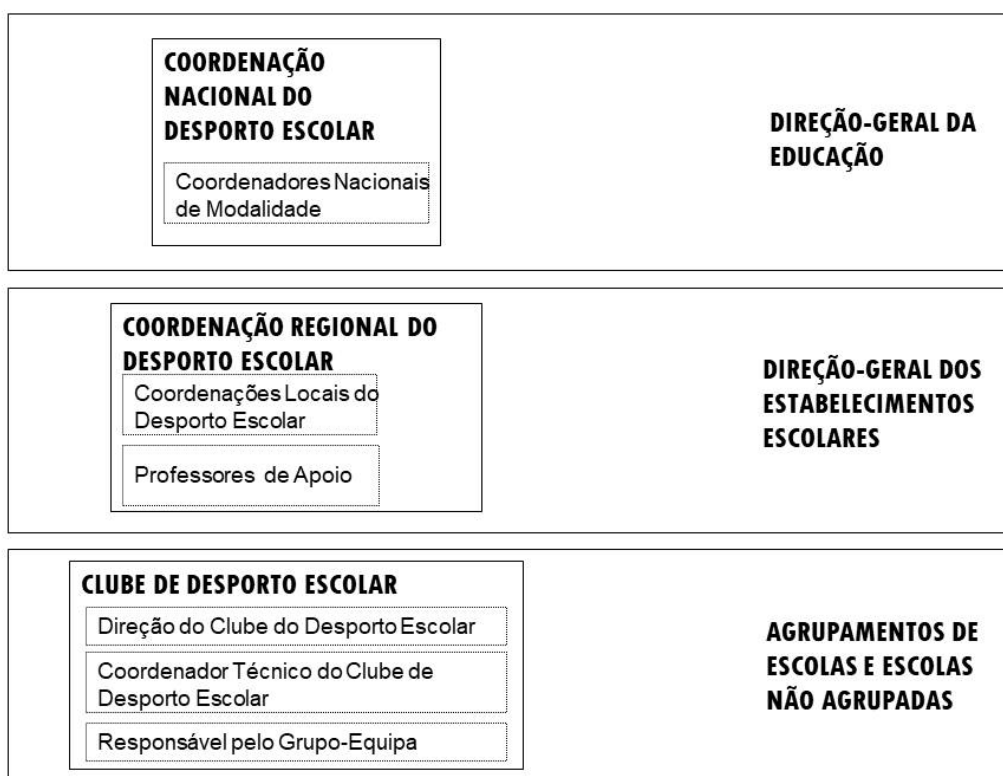 COORDENAÇÃO
NACIONAL DO
DESPORTO ESCOLAR
Coordenadores Nacionais
de Modalidade
DIREÇÃO-GERAL DA
EDUCAÇÃO
COORDENAÇÃO REGIONAL DO
DESPORTO ESCOLAR
Coordenações Locais do
Desporto Escolar
Professores de Apoio
DIREÇÃO-GERAL DOS
ESTABELECIMENTOS
ESCOLARES
CLUBE DE DESPORTO ESCOLAR
Direção do Clube do Desporto Escolar
Coordenador Técnico do Clube de
Desporto Escolar
Responsável pelo Grupo-Equipa
AGRUPAMENTOS DE
ESCOLAS E ESCOLAS
NÃO AGRUPADAS